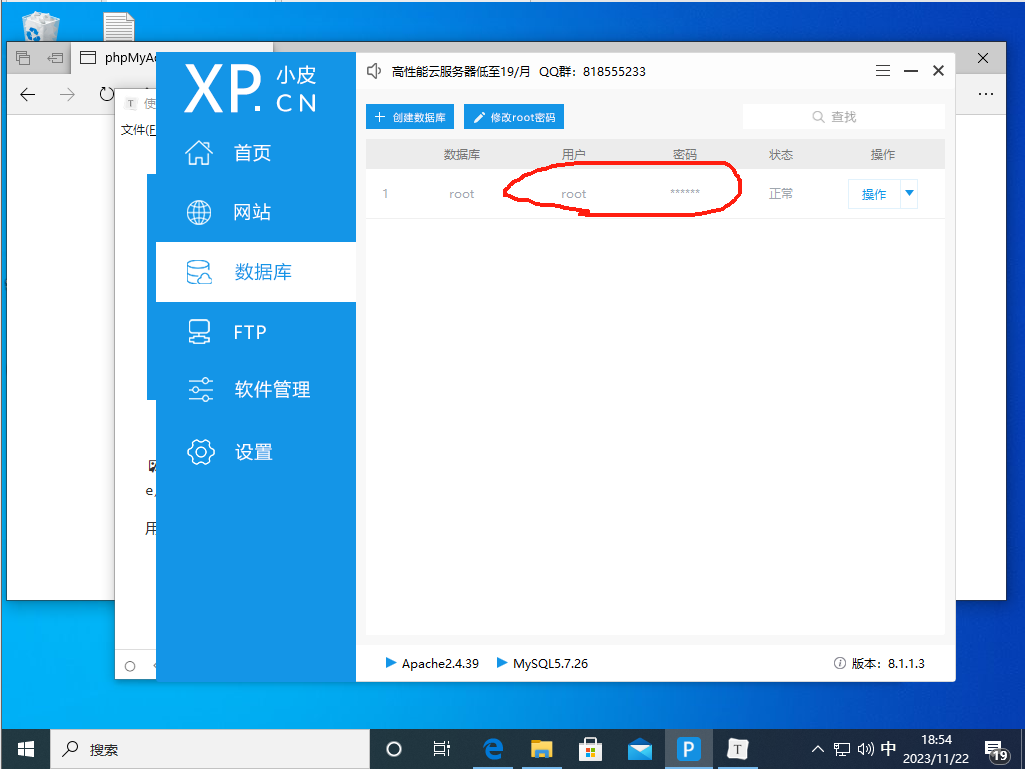 phpMyAd
使
文件(F
e,
用
XP.小皮
CN
首页
网站
数据库
FTP
软件管理
设置
高性能云服务器低至19/月 QQ群：818555233
创建数据库 修改root密码 查找
数据库 用户 密码 状态 操作
1 root root ****** 正常 操作
Apache2.4.39 MySQL5.7.26 版本：8.1.1.3
搜索
P
T
中
18:54
2023/11/22
19